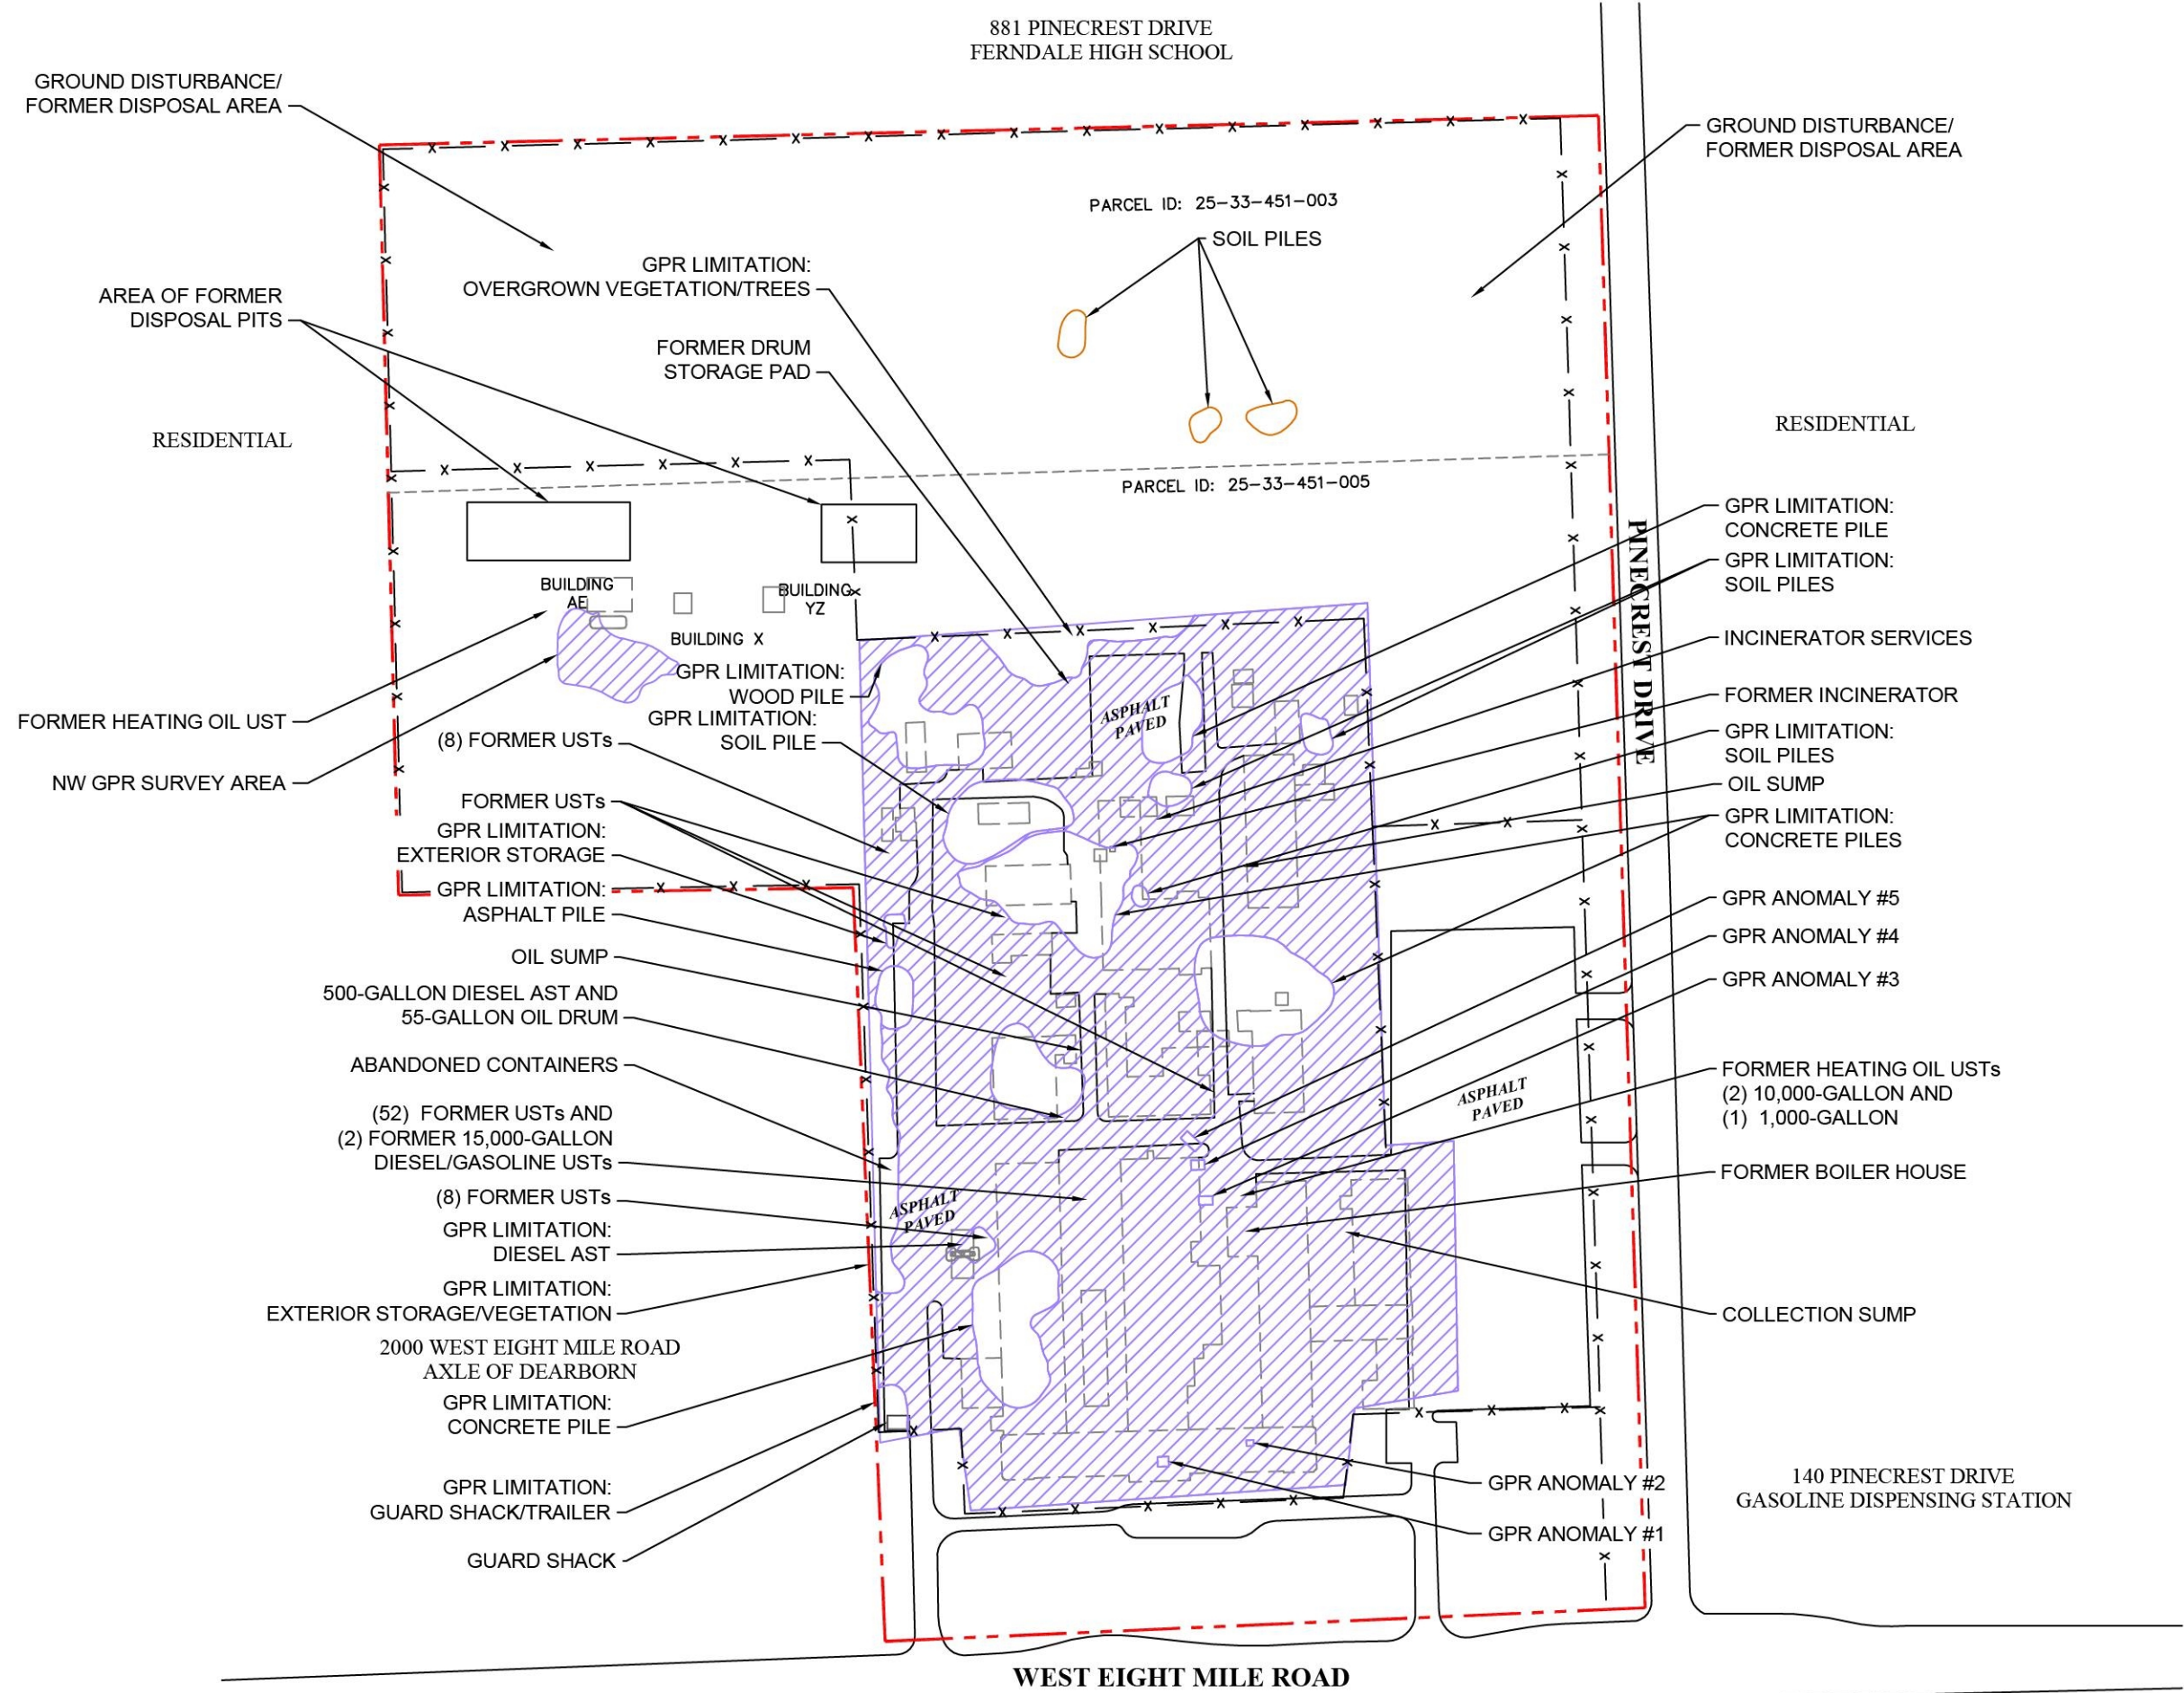 881 PINECREST DRIVE
FERNDALE HIGH SCHOOL
GROUND DISTURBANCE/
FORMER DISPOSAL AREA
GROUND DISTURBANCE/
FORMER DISPOSAL AREA
PARCEL ID: 25-33-451-003
SOIL PILES
GPR LIMITATION:
OVERGROWN VEGETATION/TREES
AREA OF FORMER
DISPOSAL PITS
FORMER DRUM
STORAGE PAD
RESIDENTIAL
RESIDENTIAL
PARCEL ID: 25-33-451-005
GPR LIMITATION:
CONCRETE PILE
GPR LIMITATION:
SOIL PILES
PINECREST DRIVE
BUILDING
AE
BUILDING
YZ
BUILDING X
INCINERATOR SERVICES
GPR LIMITATION:
WOOD PILE
FORMER INCINERATOR
GPR LIMITATION:
SOIL PILE
ASPHALT
PAVED
FORMER HEATING OIL UST
(8) FORMER USTs
GPR LIMITATION:
SOIL PILES
NW GPR SURVEY AREA
OIL SUMP
FORMER USTs
GPR LIMITATION:
CONCRETE PILES
GPR LIMITATION:
EXTERIOR STORAGE
GPR LIMITATION:
ASPHALT PILE
GPR ANOMALY #5
GPR ANOMALY #4
OIL SUMP
GPR ANOMALY #3
500-GALLON DIESEL AST AND
55-GALLON OIL DRUM
ABANDONED CONTAINERS
FORMER HEATING OIL USTs
(2) 10,000-GALLON AND
(1) 1,000-GALLON
ASPHALT
PAVED
(52) FORMER USTs AND
(2) FORMER 15,000-GALLON
DIESEL/GASOLINE USTs
FORMER BOILER HOUSE
(8) FORMER USTs
ASPHALT
PAVED
GPR LIMITATION:
DIESEL AST
GPR LIMITATION:
EXTERIOR STORAGE/VEGETATION
COLLECTION SUMP
2000 WEST EIGHT MILE ROAD
AXLE OF DEARBORN
GPR LIMITATION:
CONCRETE PILE
GPR LIMITATION:
GUARD SHACK/TRAILER
GPR ANOMALY #2
140 PINECREST DRIVE
GASOLINE DISPENSING STATION
GPR ANOMALY #1
GUARD SHACK
WEST EIGHT MILE ROAD